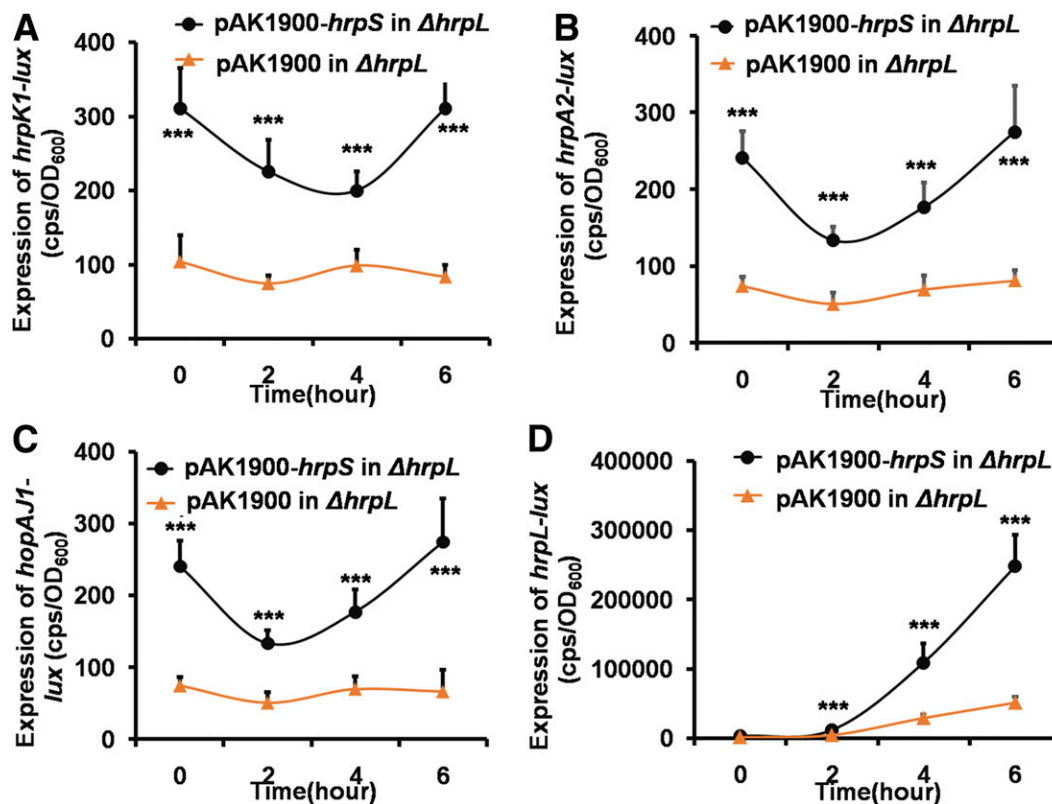 A
pAK1900-hrpS in ΔhrpL
pAK1900 in ΔhrpL
Expression of hrpK1-lux
(cps/OD600)
400
300
200
100
0
***
***
***
***
0 2 4 6
Time(hour)
B
pAK1900-hrpS in ΔhrpL
pAK1900 in ΔhrpL
Expression of hrpA2-lux
(cps/OD600)
400
300
200
100
0
***
***
***
***
0 2 4 6
Time(hour)
C
pAK1900-hrpS in ΔhrpL
pAK1900 in ΔhrpL
Expression of hopAJ1-
lux (cps/OD600)
400
300
200
100
0
***
***
***
***
0 2 4 6
Time(hour)
D
pAK1900-hrpS in ΔhrpL
pAK1900 in ΔhrpL
Expression of hrpL-lux
(cps/OD600)
400000
300000
200000
100000
0
***
***
***
0 2 4 6
Time(hour)